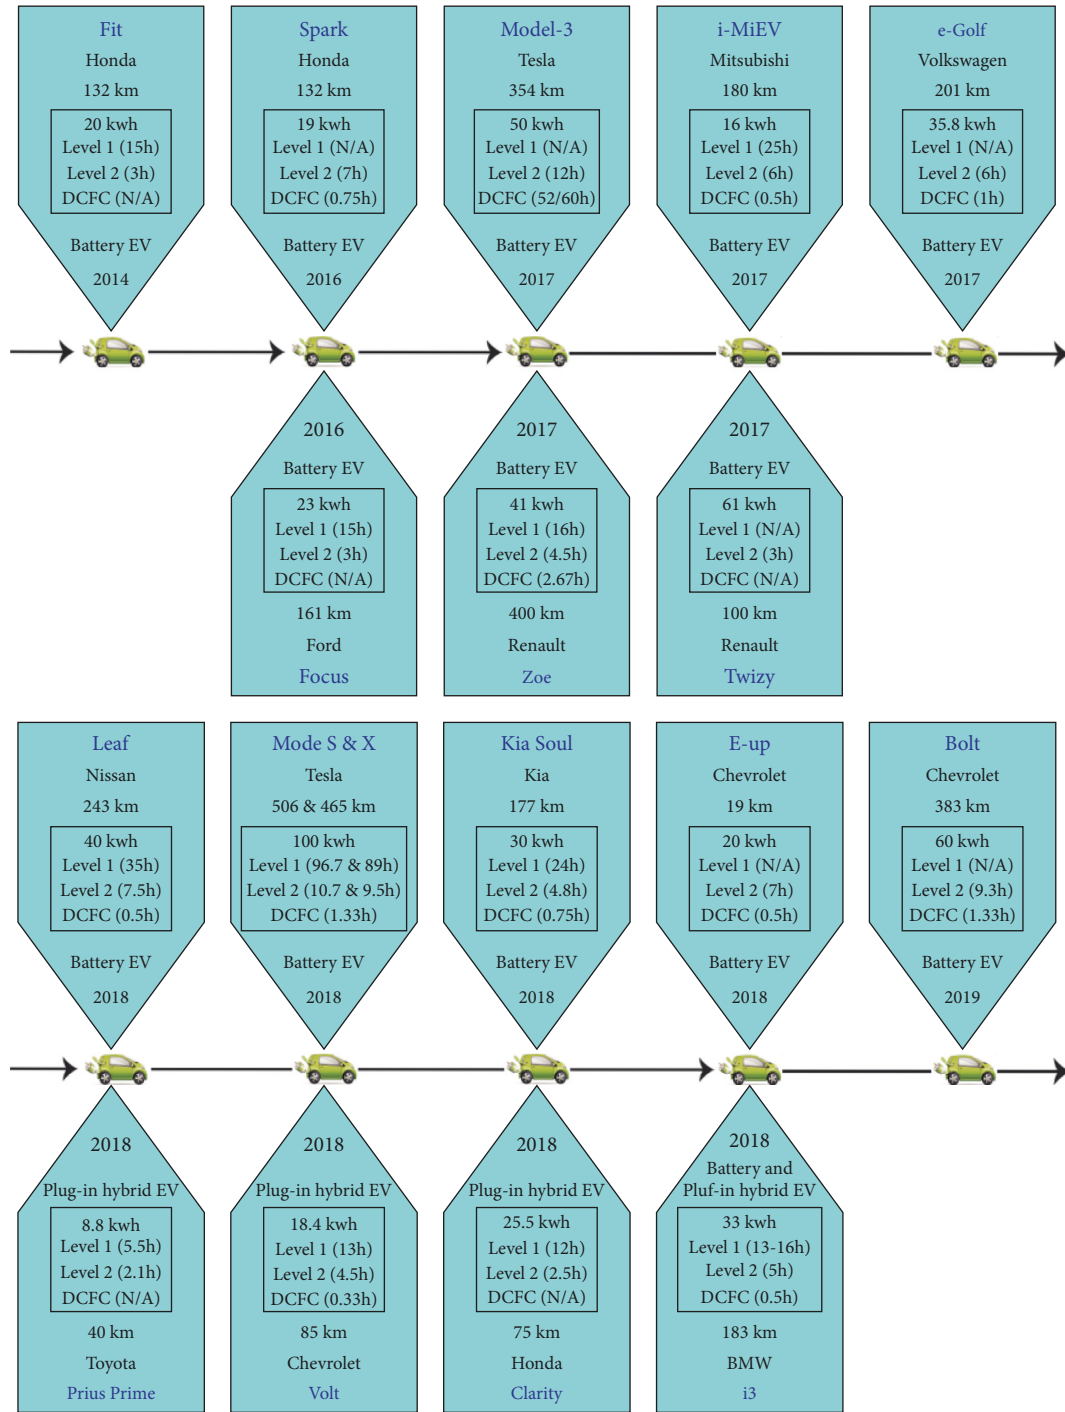 Fit
Honda
132 km
20 kwh
Level 1 (15h)
Level 2 (3h)
DCFC (N/A)
Battery EV
2014
Spark
Honda
132 km
19 kwh
Level 1 (N/A)
Level 2 (7h)
DCFC (0.75h)
Battery EV
2016
Model-3
Tesla
354 km
50 kwh
Level 1 (N/A)
Level 2 (12h)
DCFC (52/60h)
Battery EV
2017
i-MiEV
Mitsubishi
180 km
16 kwh
Level 1 (25h)
Level 2 (6h)
DCFC (0.5h)
Battery EV
2017
e-Golf
Volkswagen
201 km
35.8 kwh
Level 1 (N/A)
Level 2 (6h)
DCFC (1h)
Battery EV
2017
2016
Battery EV
23 kwh
Level 1 (15h)
Level 2 (3h)
DCFC (N/A)
161 km
Ford
Focus
2017
Battery EV
41 kwh
Level 1 (16h)
Level 2 (4.5h)
DCFC (2.67h)
400 km
Renault
Zoe
2017
Battery EV
61 kwh
Level 1 (N/A)
Level 2 (3h)
DCFC (N/A)
100 km
Renault
Twizy
Leaf
Nissan
243 km
40 kwh
Level 1 (35h)
Level 2 (7.5h)
DCFC (0.5h)
Battery EV
2018
Mode S & X
Tesla
506 & 465 km
100 kwh
Level 1 (96.7 & 89h)
Level 2 (10.7 & 9.5h)
DCFC (1.33h)
Battery EV
2018
Kia Soul
Kia
177 km
30 kwh
Level 1 (24h)
Level 2 (4.8h)
DCFC (0.75h)
Battery EV
2018
E-up
Chevrolet
19 km
20 kwh
Level 1 (N/A)
Level 2 (7h)
DCFC (0.5h)
Battery EV
2018
Bolt
Chevrolet
383 km
60 kwh
Level 1 (N/A)
Level 2 (9.3h)
DCFC (1.33h)
Battery EV
2019
2018
Plug-in hybrid EV
8.8 kwh
Level 1 (5.5h)
Level 2 (2.1h)
DCFC (N/A)
40 km
Toyota
Prius Prime
2018
Plug-in hybrid EV
18.4 kwh
Level 1 (13h)
Level 2 (4.5h)
DCFC (0.33h)
85 km
Chevrolet
Volt
2018
Plug-in hybrid EV
25.5 kwh
Level 1 (12h)
Level 2 (2.5h)
DCFC (N/A)
75 km
Honda
Clarity
2018
Battery and
Pluf-in hybrid EV
33 kwh
Level 1 (13-16h)
Level 2 (5h)
DCFC (0.5h)
183 km
BMW
i3